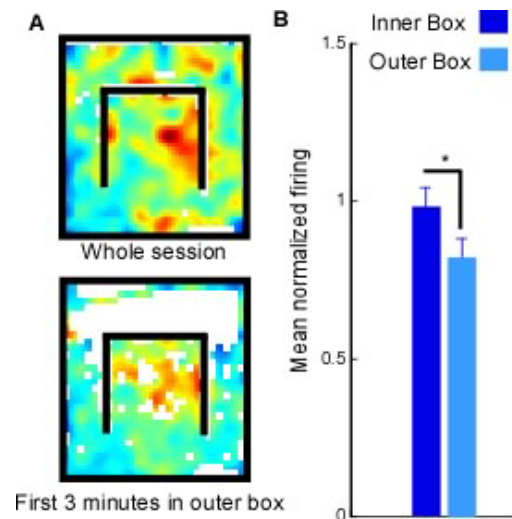 A
Whole session
First 3 minutes in outer box
B
Inner Box
Outer Box
Mean normalized firing
1.5
1
0.5
0
*